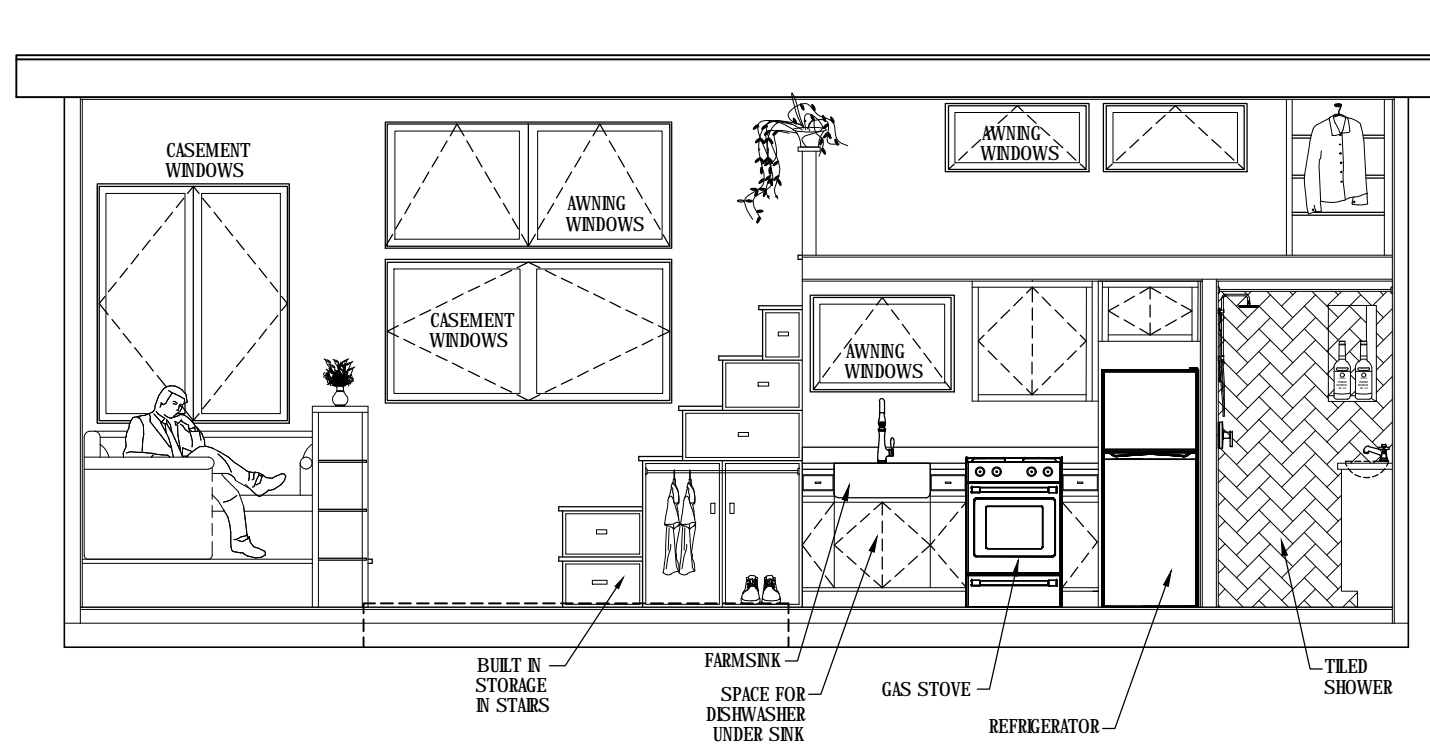 CASEMENT
WINDOWS
AWNING
WINDOWS
CASEMENT
WINDOWS
AWNING
WINDOWS
AWNING
WINDOWS
BUILT IN
STORAGE
IN STAIRS
FARMSINK
SPACE FOR
DISHWASHER
UNDER SINK
GAS STOVE
REFRIGERATOR
TILED
SHOWER